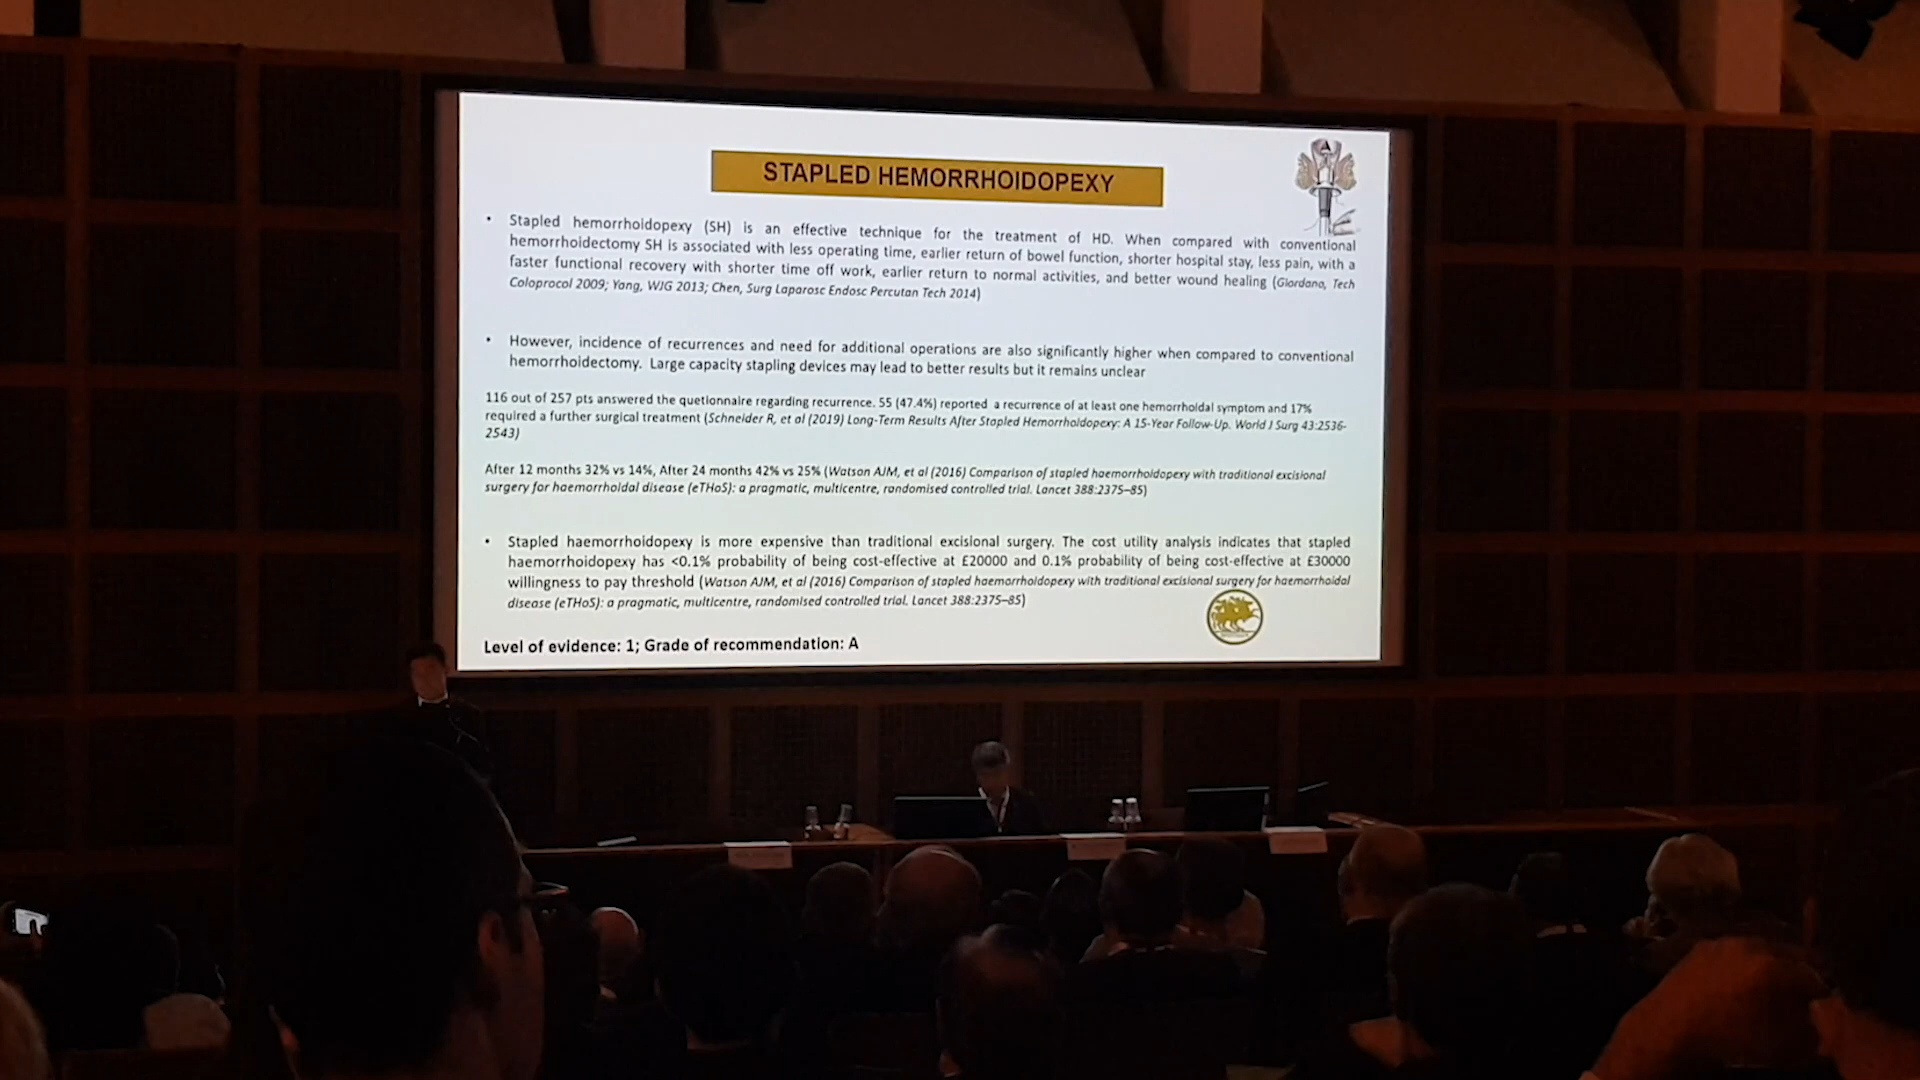 STAPLED HEMORRHOIDOPEXY
• Stapled hemorrhoidopexy (SH) is an effective technique for the treatment of HD. When compared with conventional
hemorrhoidectomy SH is associated with less operating time, earlier return of bowel function, shorter hospital stay, less pain, with a
faster functional recovery with shorter time off work, earlier return to normal activities, and better wound healing (Giordano, Tech
Coloprocol 2009; Yang, WJG 2013; Chen, Surg Laparosc Endosc Percutan Tech 2014)
• However, incidence of recurrences and need for additional operations are also significantly higher when compared to conventional
hemorrhoidectomy. Large capacity stapling devices may lead to better results but it remains unclear
116 out of 257 pts answered the quetionnaire regarding recurrence. 55 (47.4%) reported a recurrence of at least one hemorrhoidal symptom and 17%
required a further surgical treatment (Schneider R, et al (2019) Long-Term Results After Stapled Hemorrhoidopexy: A 15-Year Follow-Up. World J Surg 43:2536-
2543)
After 12 months 32% vs 14%, After 24 months 42% vs 25% (Watson AJM, et al (2016) Comparison of stapled haemorrhoidopexy with traditional excisional
surgery for haemorrhoidal disease (eTHoS): a pragmatic, multicentre, randomised controlled trial. Lancet 388:2375–85)
• Stapled haemorrhoidopexy is more expensive than traditional excisional surgery. The cost utility analysis indicates that stapled
haemorrhoidopexy has <0.1% probability of being cost-effective at £20000 and 0.1% probability of being cost-effective at £30000
willingness to pay threshold (Watson AJM, et al (2016) Comparison of stapled haemorrhoidopexy with traditional excisional surgery for haemorrhoidal
disease (eTHoS): a pragmatic, multicentre, randomised controlled trial. Lancet 388:2375–85)
Level of evidence: 1; Grade of recommendation: A